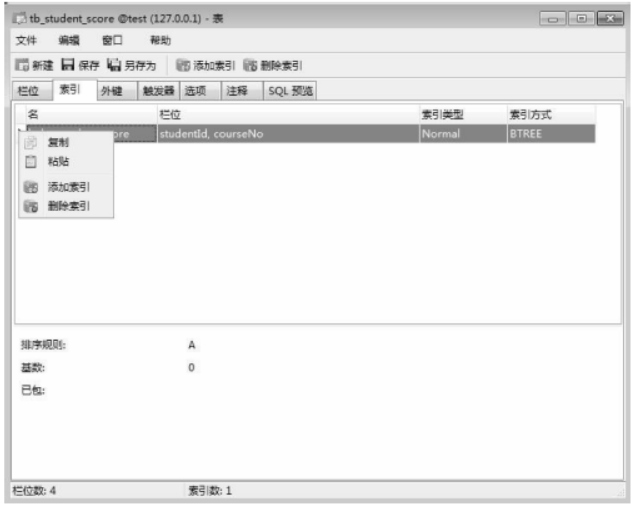 tb_student_score @test (127.0.0.1) - 表
文件 编辑 窗口 帮助
新建 保存 另存为 添加索引 删除索引
栏位 索引 外键 触发器 选项 注释 SQL 预览
名 栏位 索引类型 索引方式
ore studentId, courseNo Normal BTREE
复制
粘贴
添加索引
删除索引
排序规则: A
基数: 0
已包:
栏位数: 4 索引数: 1